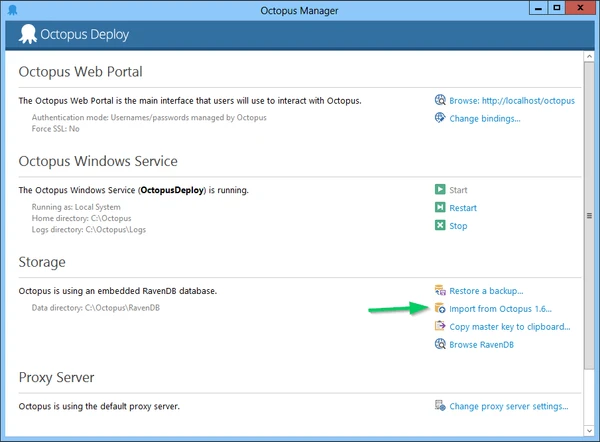 Octopus Manager
Octopus Deploy
Octopus Web Portal
The Octopus Web Portal is the main interface that users will use to interact with Octopus.
Browse: http://localhost/octopus
Authentication mode: Usernames/passwords managed by Octopus
Change bindings...
Force SSL: No
Octopus Windows Service
The Octopus Windows Service (OctopusDeploy) is running.
Start
Running as: Local System
Restart
Home directory: C:\Octopus
Logs directory: C:\Octopus\Logs
Stop
Storage
Octopus is using an embedded RavenDB database.
Restore a backup...
Data directory: C:\Octopus\RavenDB
Import from Octopus 1.6...
Copy master key to clipboard...
Browse RavenDB
Proxy Server
Octopus is using the default proxy server.
Change proxy server settings...